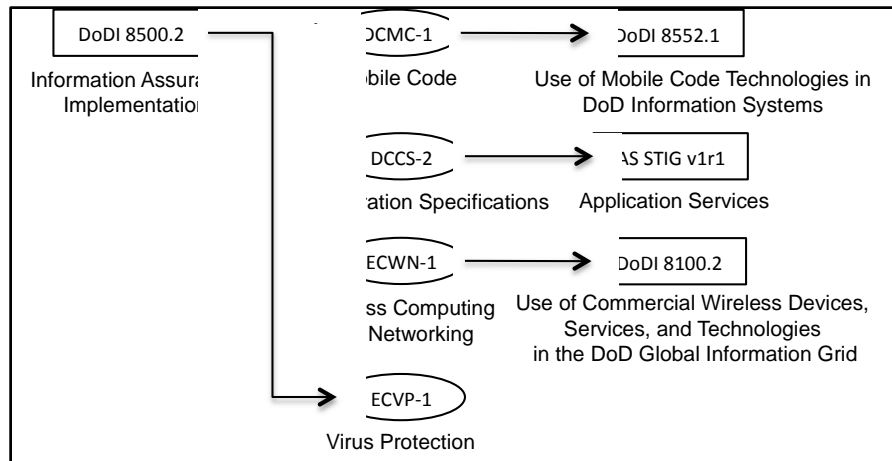 DoDI 8500.2
Information Assura
Implementation
DCMC-1
bile Code
DoDI 8552.1
Use of Mobile Code Technologies in
DoD Information Systems
DCCS-2
ration Specifications
AS STIG v1r1
Application Services
ECWN-1
ss Computing
Networking
DoDI 8100.2
Use of Commercial Wireless Devices,
Services, and Technologies
in the DoD Global Information Grid
ECVP-1
Virus Protection